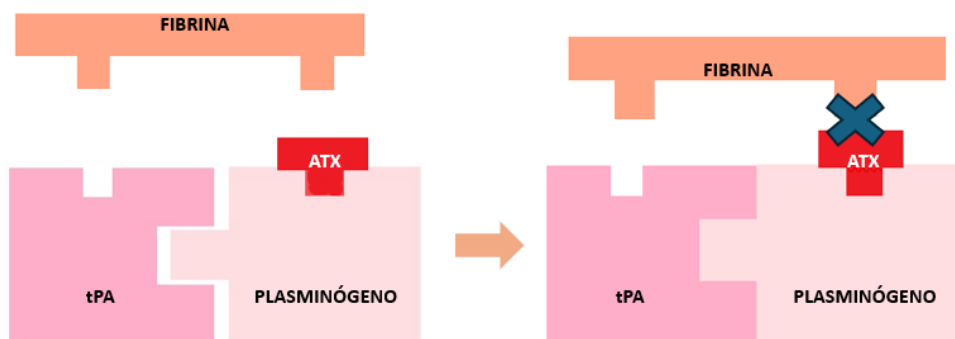 FIBRINA
ATX
tPA
PLASMINÓGENO
FIBRINA
ATX
tPA
PLASMINÓGENO